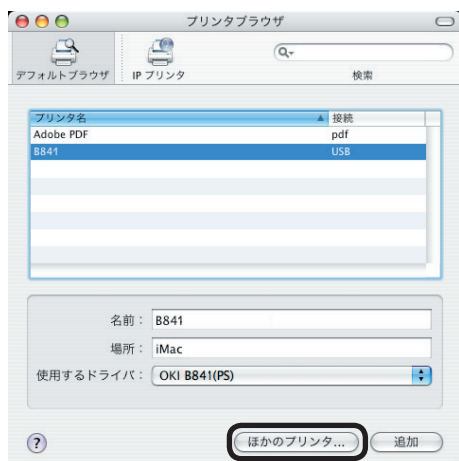 プリンタブラウザ
デフォルトブラウザ IP プリンタ 検索
プリンタ名 接続
Adobe PDF pdf
B841 USB
名前： B841
場所： iMac
使用するドライバ： OKI B841(PS)
? ほかのプリンタ... 追加